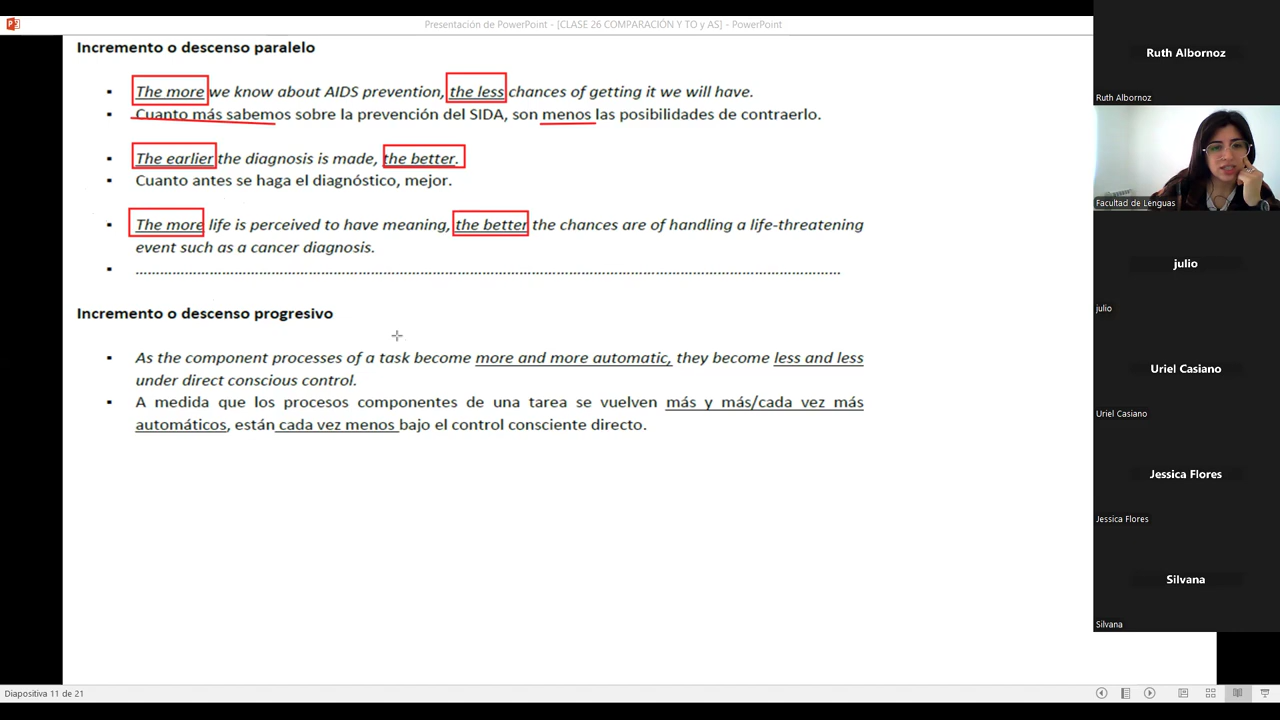 Presentación de PowerPoint - [CLASE 26 COMPARACIÓN Y TO y AS] - PowerPoint
Incremento o descenso paralelo
▪ The more we know about AIDS prevention, the less chances of getting it we will have.
▪ Cuanto más sabemos sobre la prevención del SIDA, son menos las posibilidades de contraerlo.
▪ The earlier the diagnosis is made, the better.
▪ Cuanto antes se haga el diagnóstico, mejor.
▪ The more life is perceived to have meaning, the better the chances are of handling a life-threatening
event such as a cancer diagnosis.
▪ ……………………………………………………………………………………………………………………
Incremento o descenso progresivo
▪ As the component processes of a task become more and more automatic, they become less and less
under direct conscious control.
▪ A medida que los procesos componentes de una tarea se vuelven más y más/cada vez más
automáticos, están cada vez menos bajo el control consciente directo.
Diapositiva 11 de 21
Ruth Albornoz
Ruth Albornoz
Facultad de Lenguas
julio
julio
Uriel Casiano
Uriel Casiano
Jessica Flores
Jessica Flores
Silvana
Silvana